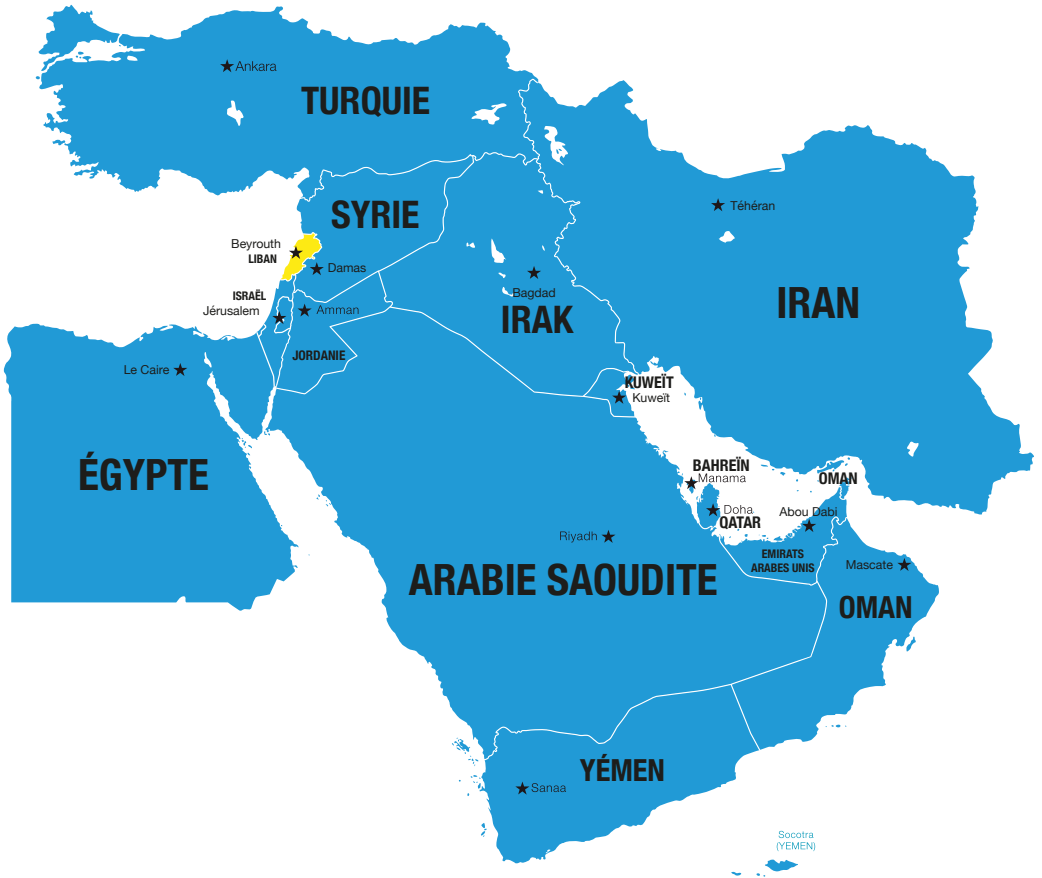 Ankara
TURQUIE
SYRIE
Téhéran
Beyrouth
LIBAN
Damas
ISRAËL
Jérusalem
Amman
Bagdad
IRAK
IRAN
JORDANIE
Le Caire
KUWEÏT
Kuweït
ÉGYPTE
BAHREÏN
Manama
OMAN
Doha
QATAR
Abou Dabi
Riyadh
EMIRATS
ARABES UNIS
Mascate
ARABIE SAOUDITE
OMAN
YÉMEN
Sanaa
Socotra
(YEMEN)